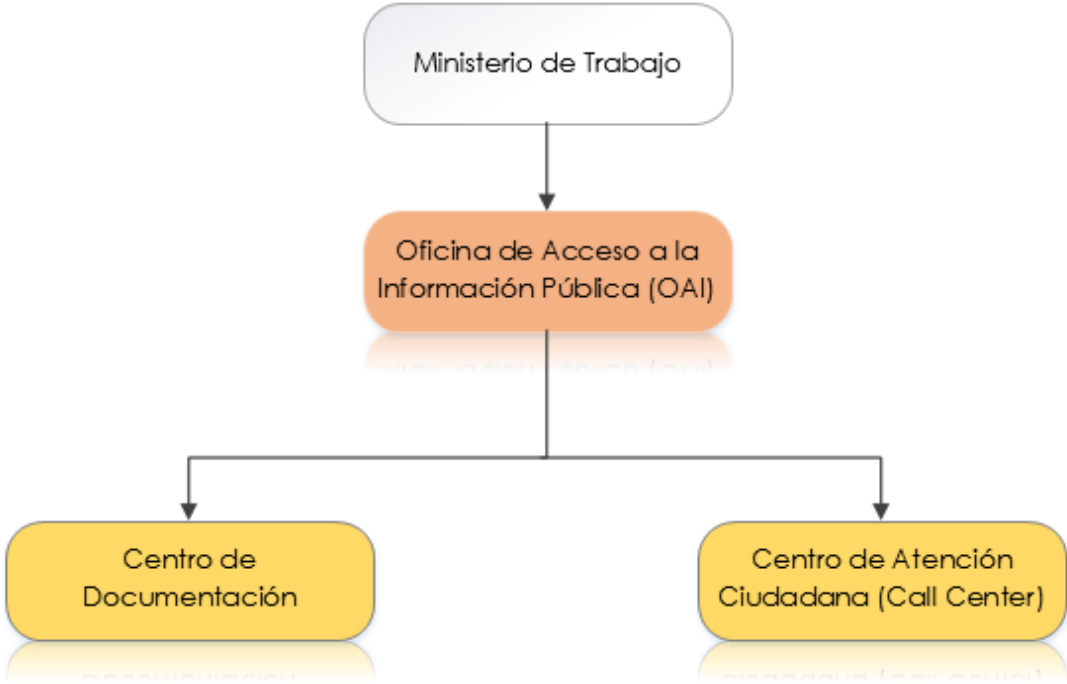 Ministerio de Trabajo
Oficina de Acceso a la
Información Pública (OAI)
Centro de
Documentación
Centro de Atención
Ciudadana (Call Center)